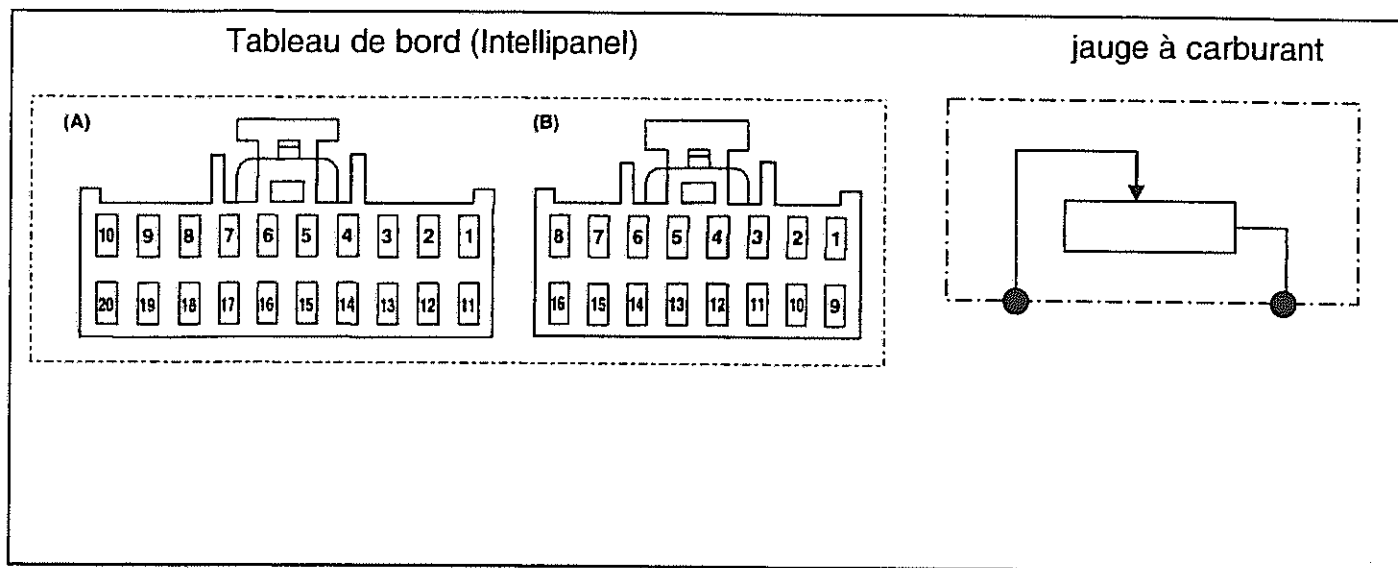 Tableau de bord (Intellipanel)
jauge à carburant
(A)
(B)
10 9 8 7 6 5 4 3 2 1
20 19 18 17 16 15 14 13 12 11
8 7 6 5 4 3 2 1
16 15 14 13 12 11 10 9